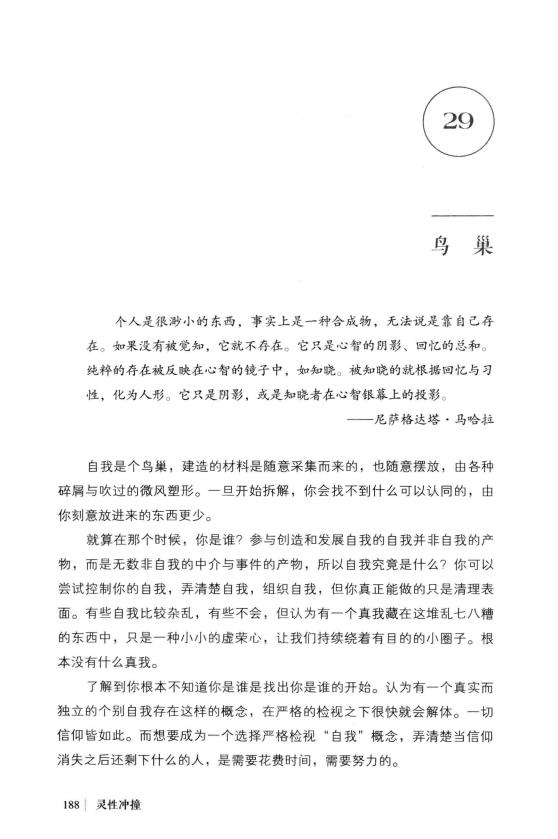 29
鸟 巢
个人是很渺小的东西，事实上是一种合成物，无法说是靠自己存
在。如果没有被觉知，它就不存在。它只是心智的阴影、回忆的总和。
纯粹的存在被反映在心智的镜子中，如知晓。被知晓的就根据回忆与习
性，化为人形。它只是阴影，或是知晓者在心智银幕上的投影。
——尼萨格达塔·马哈拉
自我是个鸟巢，建造的材料是随意采集而来的，也随意摆放，由各种
碎屑与吹过的微风塑形。一旦开始拆解，你会找不到什么可以认同的，由
你刻意放进来的东西更少。
就算在那个时候，你是谁？参与创造和发展自我的自我并非自我的产
物，而是无数非自我的中介与事件的产物，所以自我究竟是什么？你可以
尝试控制你的自我，弄清楚自我，组织自我，但你真正能做的只是清理表
面。有些自我比较杂乱，有些不会，但认为有一个真我藏在这堆乱七八糟
的东西中，只是一种小小的虚荣心，让我们持续绕着有目的的小圈子。根
本没有什么真我。
了解到你根本不知道你是谁是找出你是谁的开始。认为有一个真实而
独立的个别自我存在这样的概念，在严格的检视之下很快就会解体。一切
信仰皆如此。而想要成为一个选择严格检视“自我”概念，弄清楚当信仰
消失之后还剩下什么的人，是需要花费时间，需要努力的。
188 | 灵性冲撞